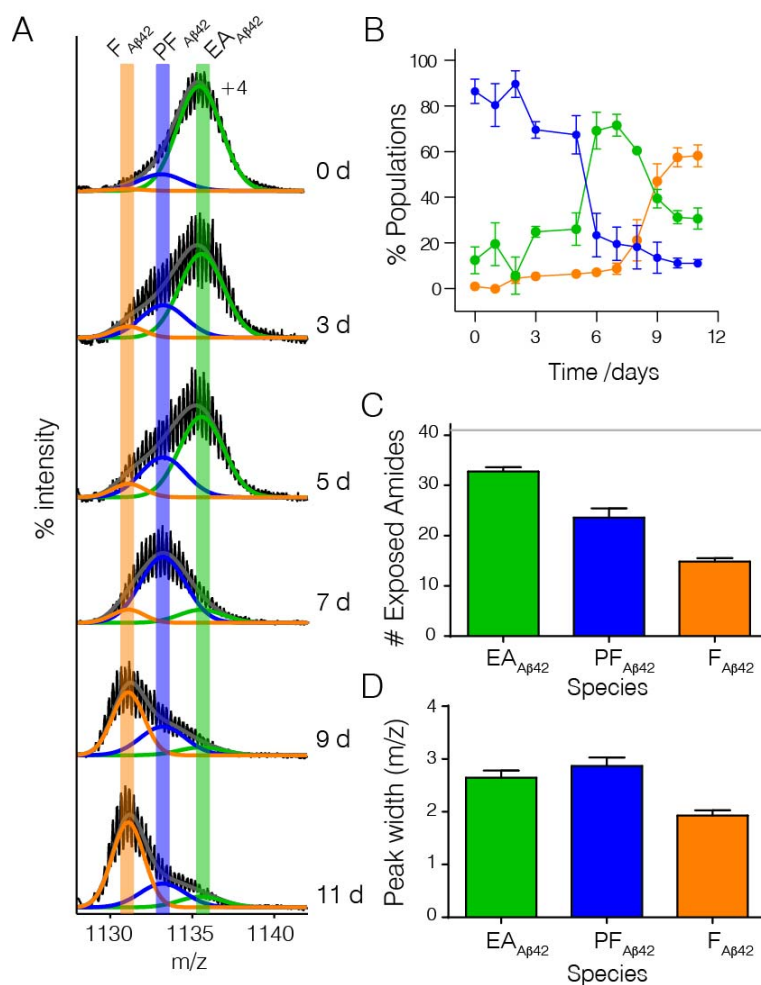 A
F Aβ42
PF Aβ42
EA Aβ42
+4
0 d
3 d
5 d
7 d
9 d
11 d
% intensity
1130 1135 1140
m/z
B
100
80
60
40
20
0
% Populations
0 3 6 9 12
Time /days
C
40
30
20
10
0
# Exposed Amides
EA Aβ42 PF Aβ42 F Aβ42
Species
D
4
3
2
1
0
Peak width (m/z)
EA Aβ42 PF Aβ42 F Aβ42
Species